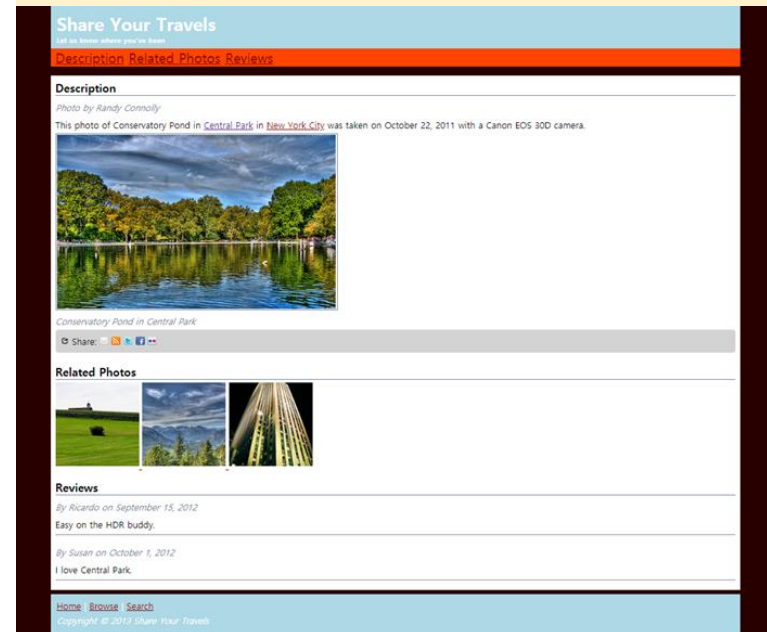 Share Your Travels
Let us know where you've been
Description Related Photos Reviews
Description
Photo by Randy Connolly
This photo of Conservatory Pond in Central Park in New York City was taken on October 22, 2011 with a Canon EOS 30D camera.
Conservatory Pond in Central Park
Share:
Related Photos
Reviews
By Ricardo on September 15, 2012
Easy on the HDR buddy.
By Susan on October 1, 2012
I love Central Park.
Home | Browse | Search
Copyright © 2013 Share Your Travels